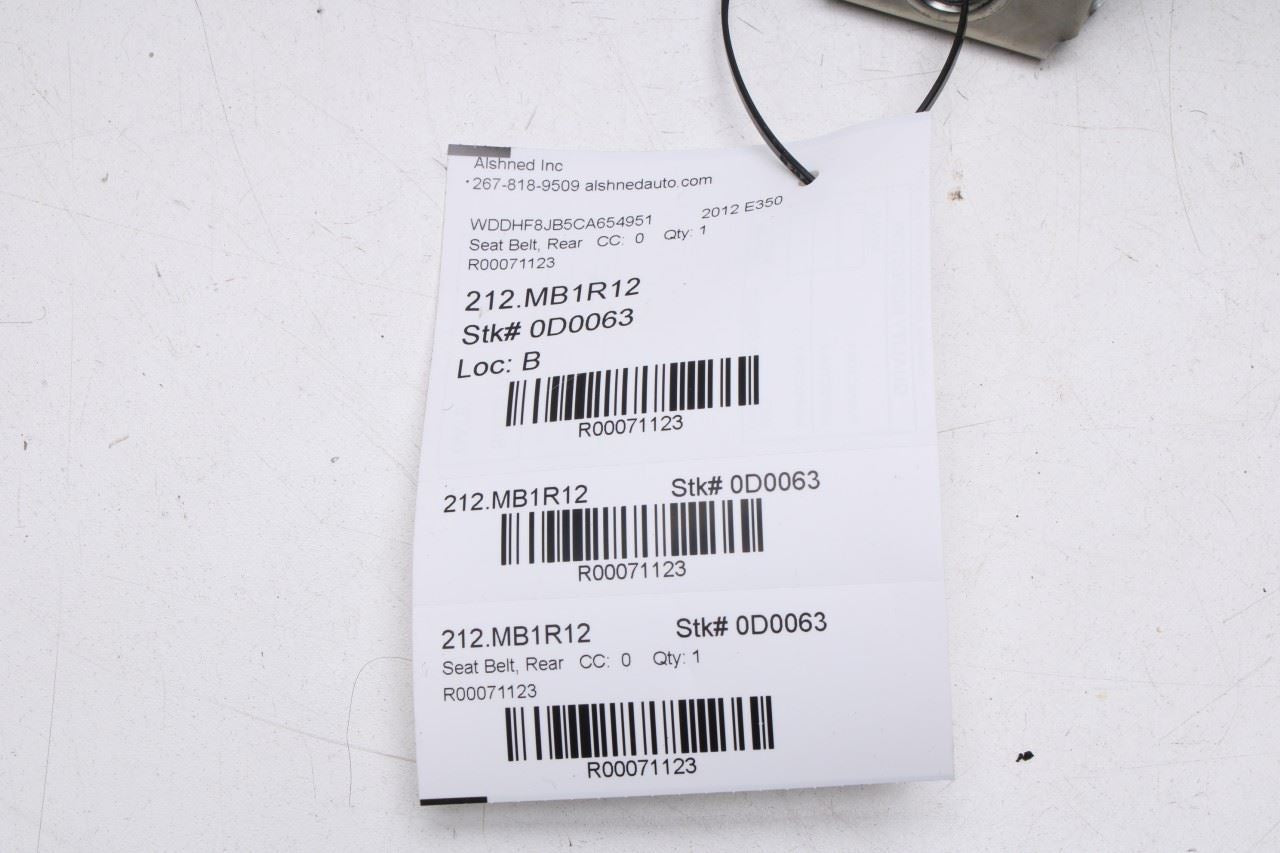 Alshned Inc
267-818-9509 alshnedauto.com
WDDHF8JB5CA654951 2012 E350
Seat Belt, Rear CC: 0 Qty: 1
R00071123
212.MB1R12
Stk# 0D0063
Loc: B
R00071123
212.MB1R12 Stk# 0D0063
R00071123
212.MB1R12 Stk# 0D0063
Seat Belt, Rear CC: 0 Qty: 1
R00071123
R00071123